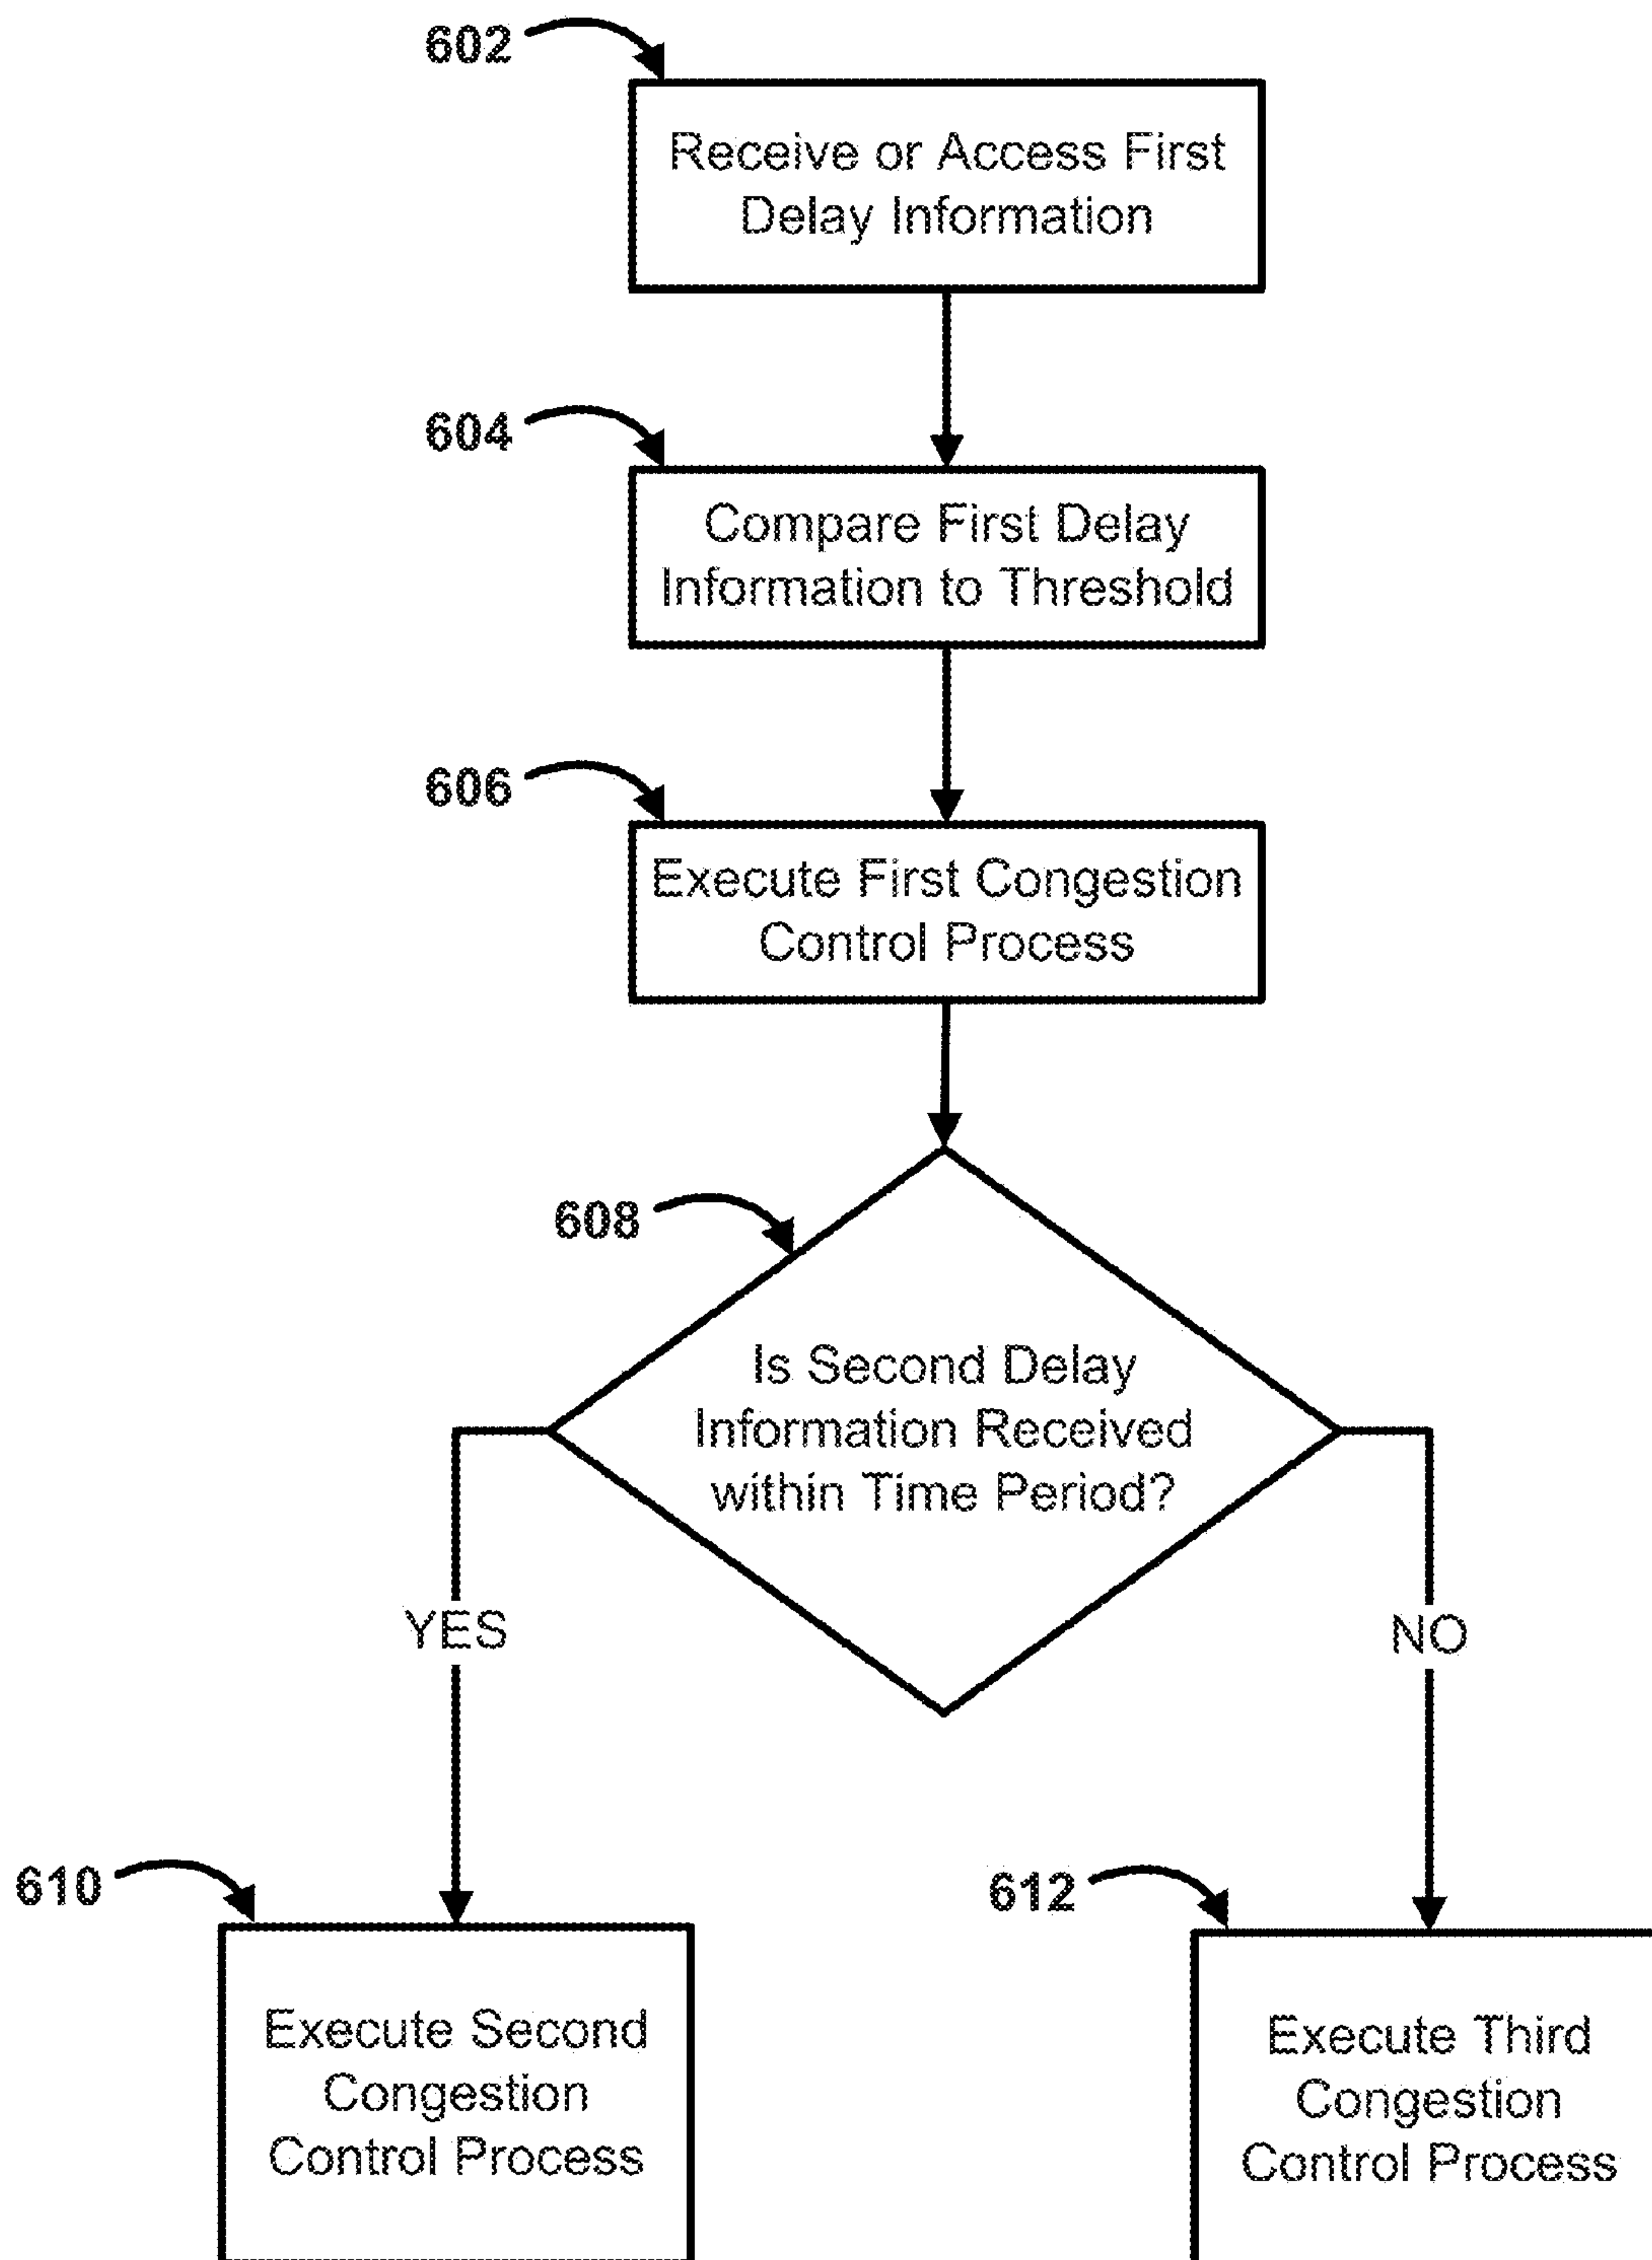 602
Receive or Access First
Delay Information
604
Compare First Delay
Information to Threshold
606
Execute First Congestion
Control Process
608
Is Second Delay
Information Received
within Time Period?
YES
NO
610
Execute Second
Congestion
Control Process
612
Execute Third
Congestion
Control Process